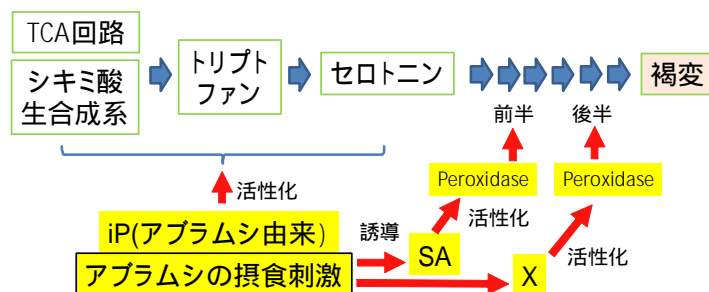 TCA回路
シキミ酸
生合成系
トリプト
ファン
セロトニン
褐変
前半
後半
活性化
Peroxidase
Peroxidase
iP(アブラムシ由来)
誘導
活性化
SA
活性化
アブラムシの摂食刺激
X